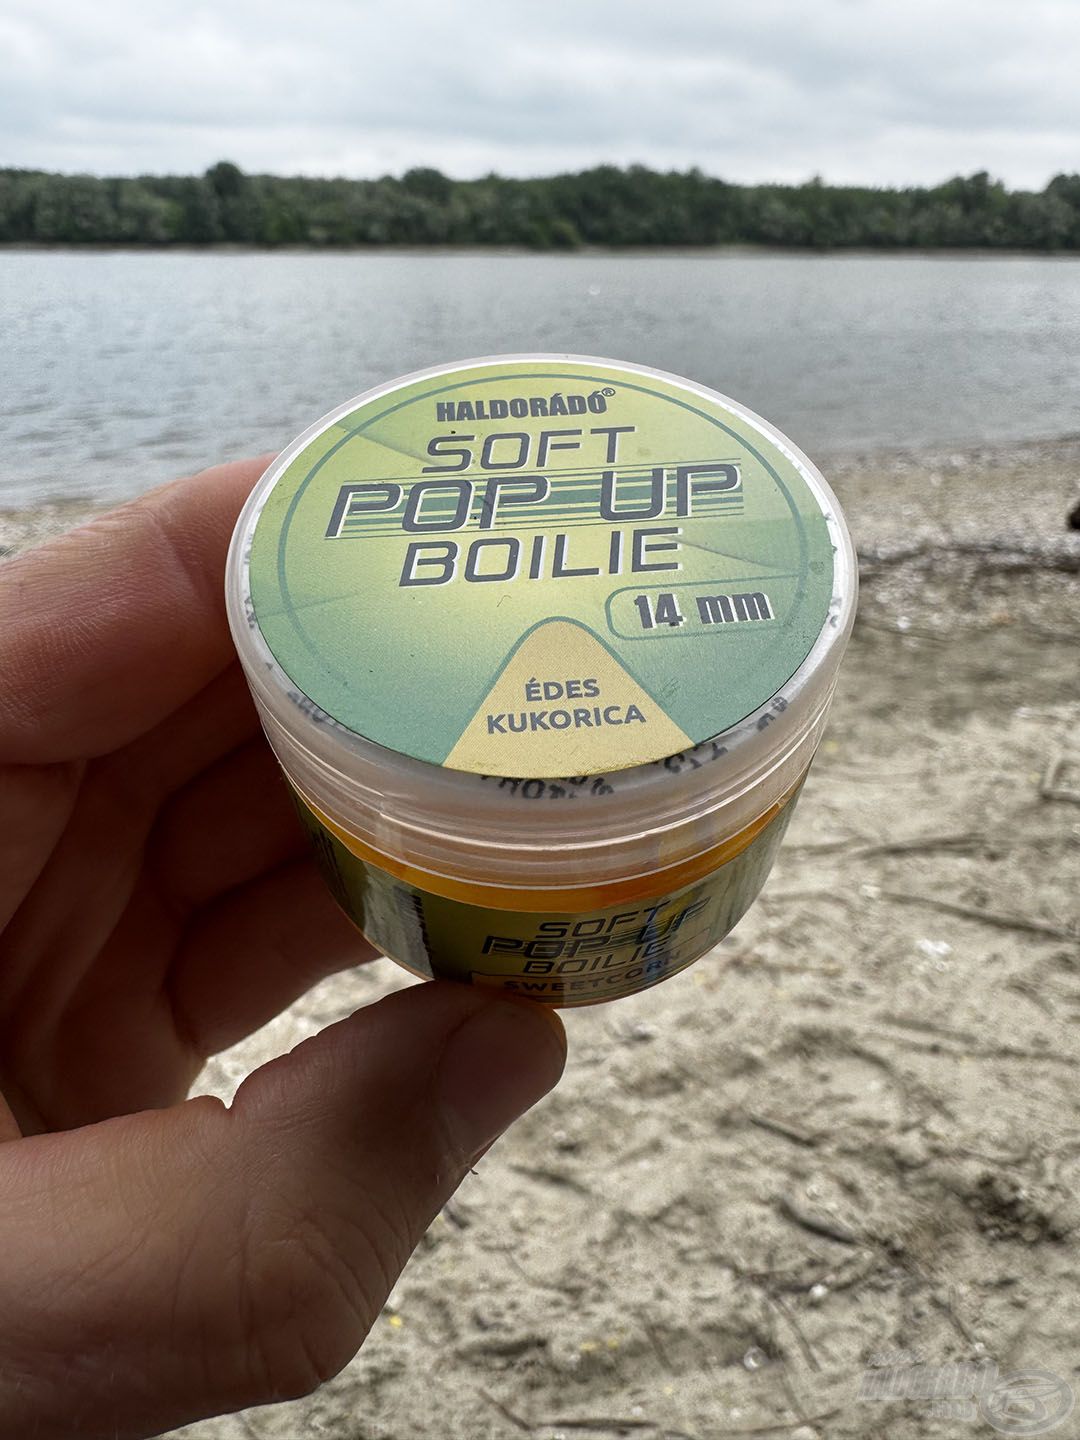 HALDORÁDÓ®
SOFT
POP UP
BOILIE
14 mm
ÉDES
KUKORICA
SOFT
POP UP
BOILIE
SWEETCORN